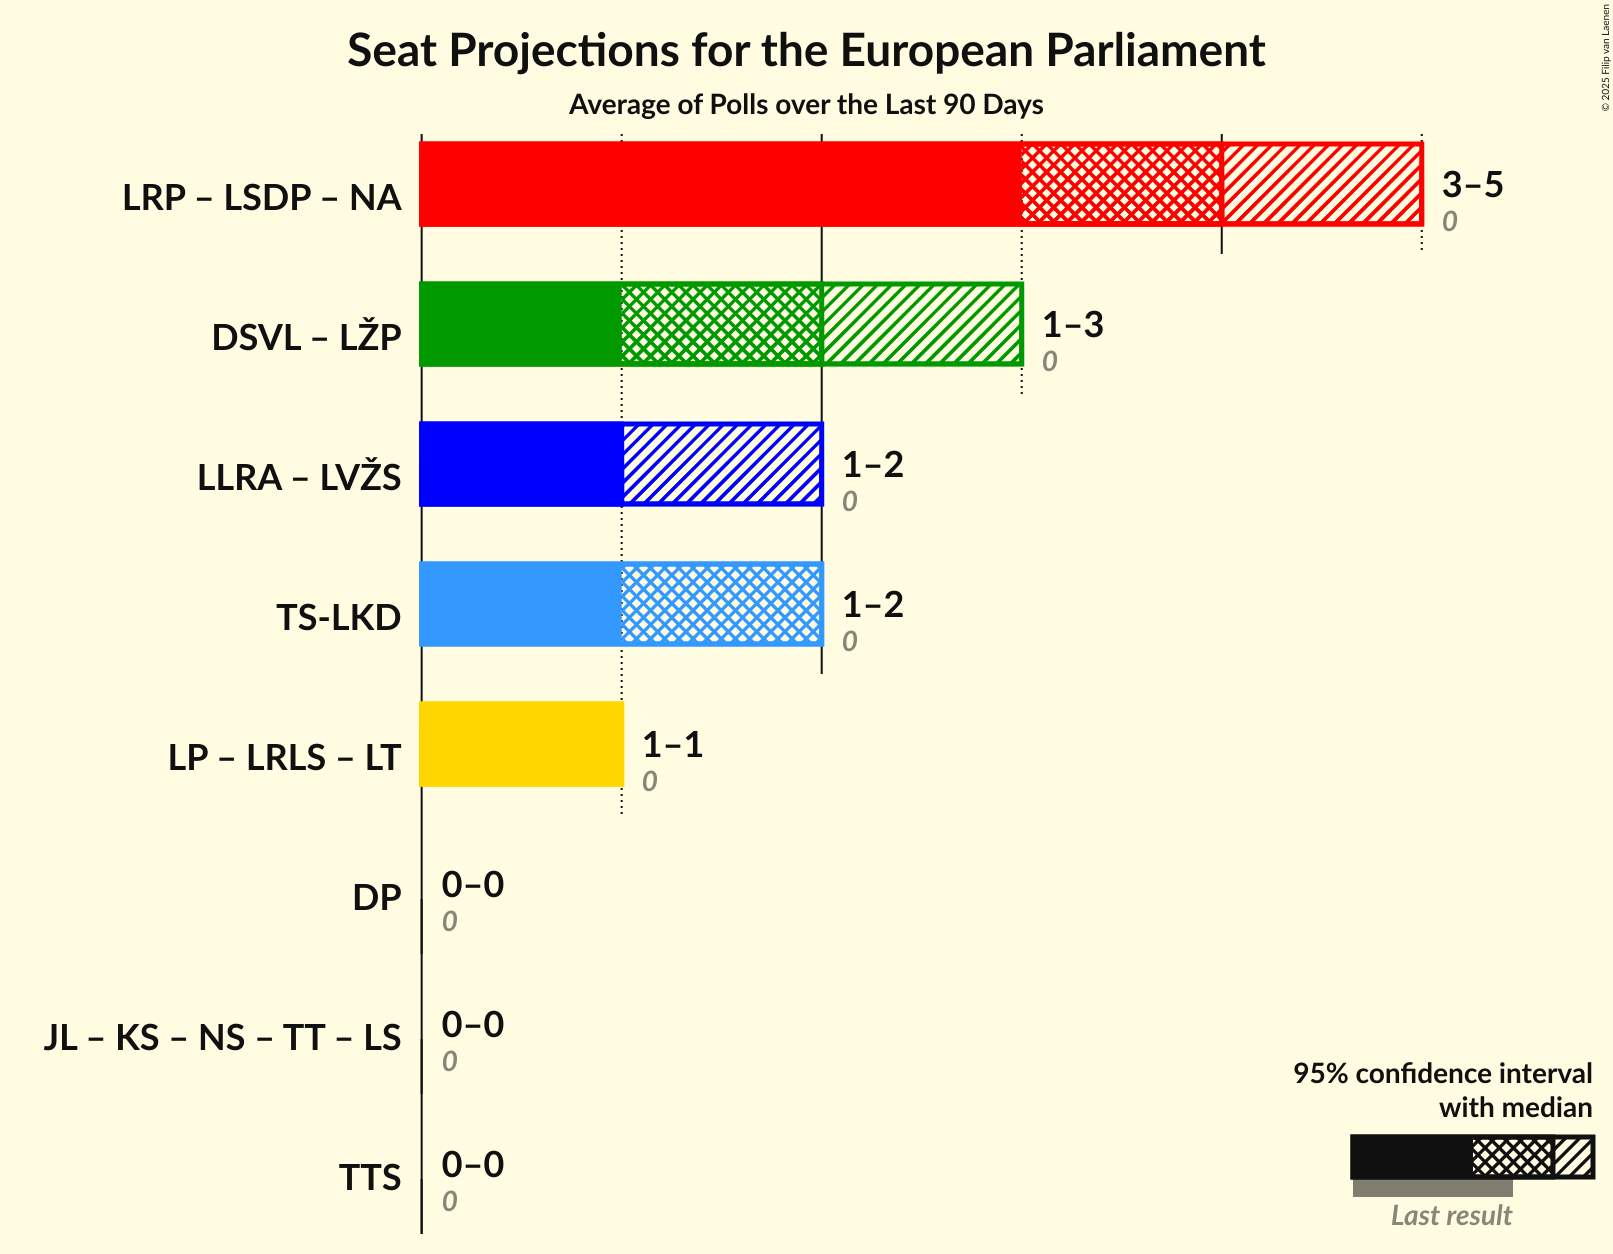 Seat Projections for the European Parliament
Average of Polls over the Last 90 Days
© 2025 Filip van Laenen
LRP – LSDP – NA
3–5
0
DSVL – LŽP
1–3
0
LLRA – LVŽS
1–2
0
TS-LKD
1–2
0
LP – LRLS – LT
1–1
0
DP
0–0
0
JL – KS – NS – TT – LS
0–0
0
TTS
0–0
0
95% confidence interval
with median
Last result